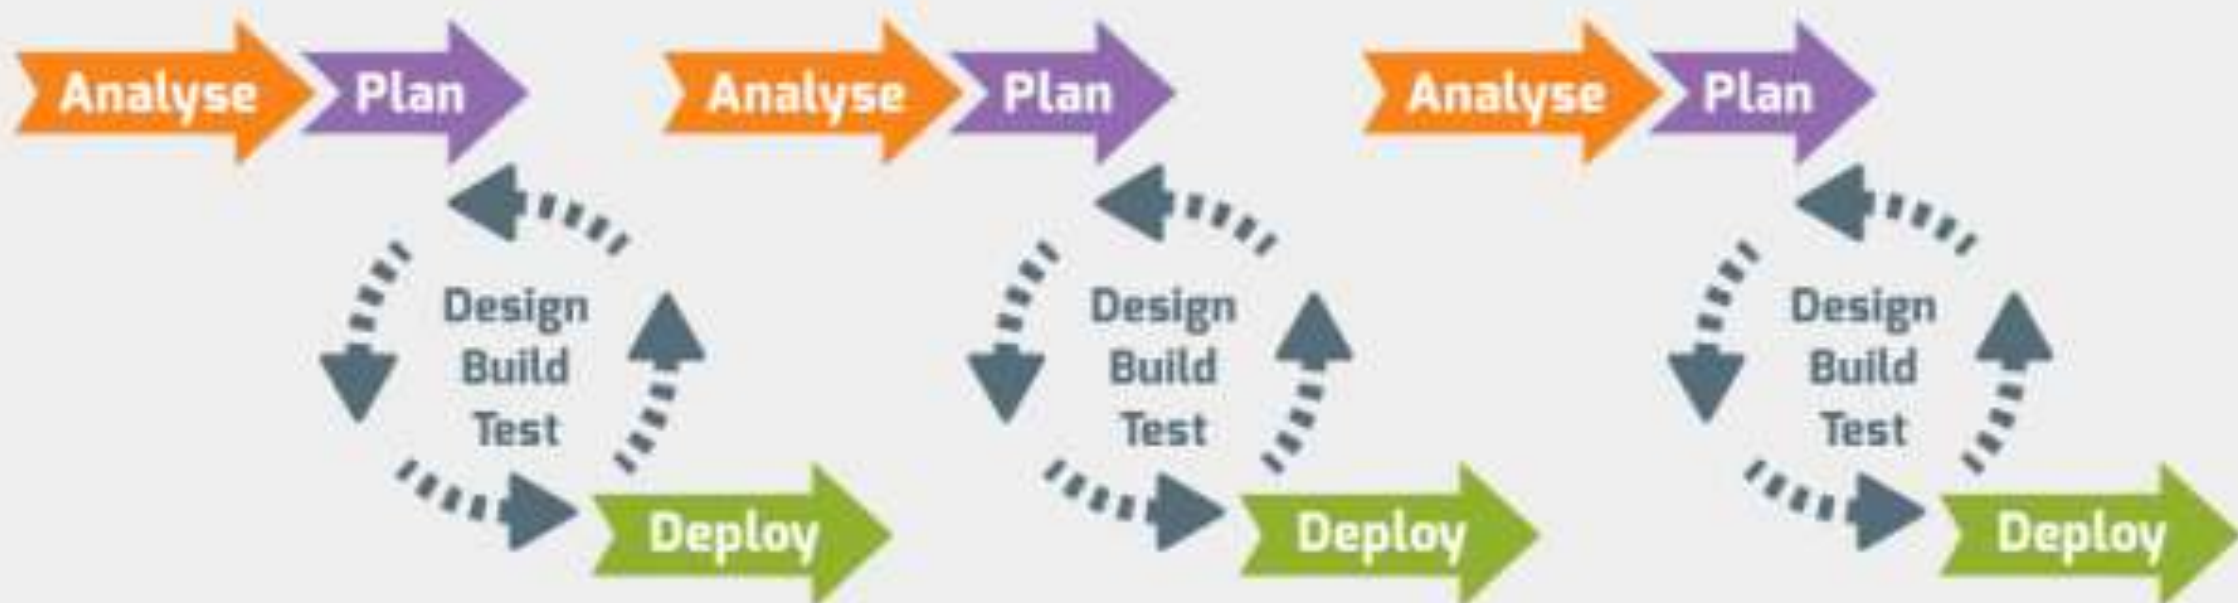 Analyse Plan Analyse Plan Analyse Plan
Design Design Design
Build Build Build
Test Test Test
Deploy Deploy Deploy